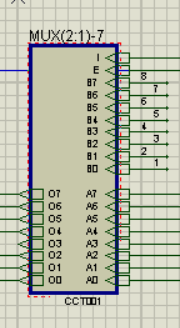 MUX(2:1)-7
I
E
B7 8
B6 7
B5 6
B4 5
B3 4
B2 3
B1 2
B0 1
O7 A7
O6 A6
O5 A5
O4 A4
O3 A3
O2 A2
O1 A1
O0 A0
CCT001